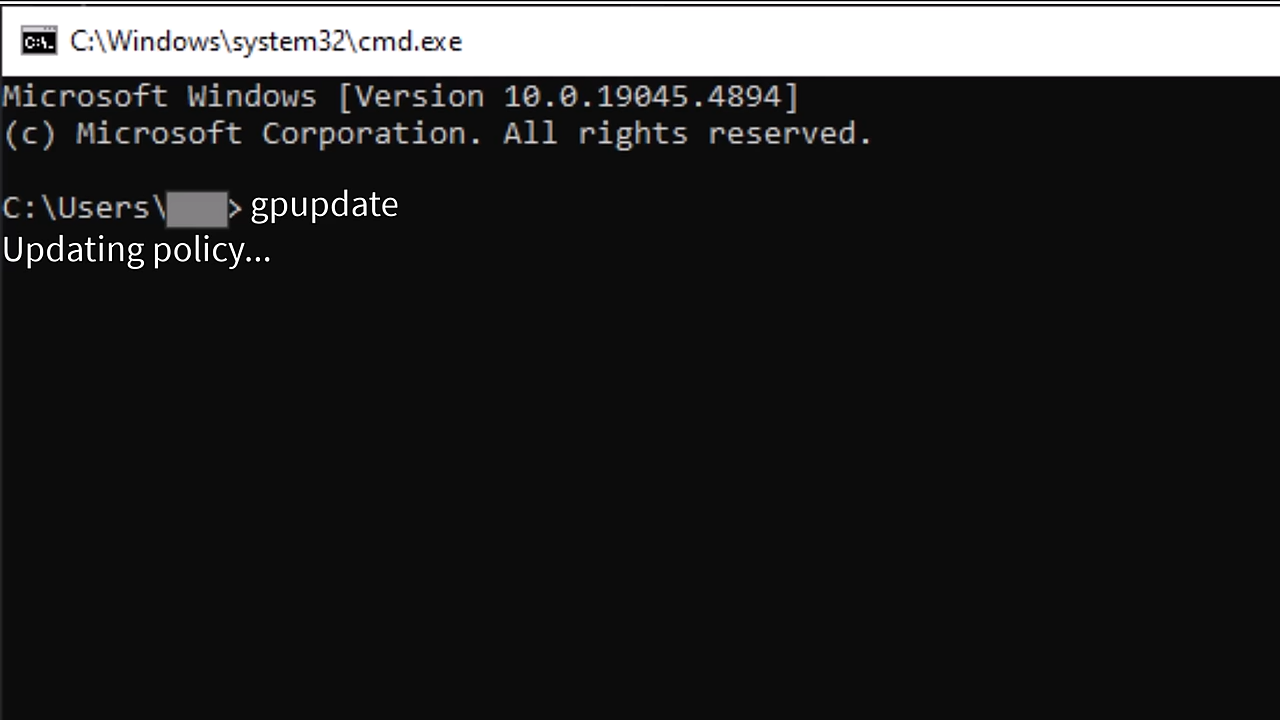 C:\Windows\system32\cmd.exe
Microsoft Windows [Version 10.0.19045.4894]
(c) Microsoft Corporation. All rights reserved.
C:\Users\> gpupdate
Updating policy...